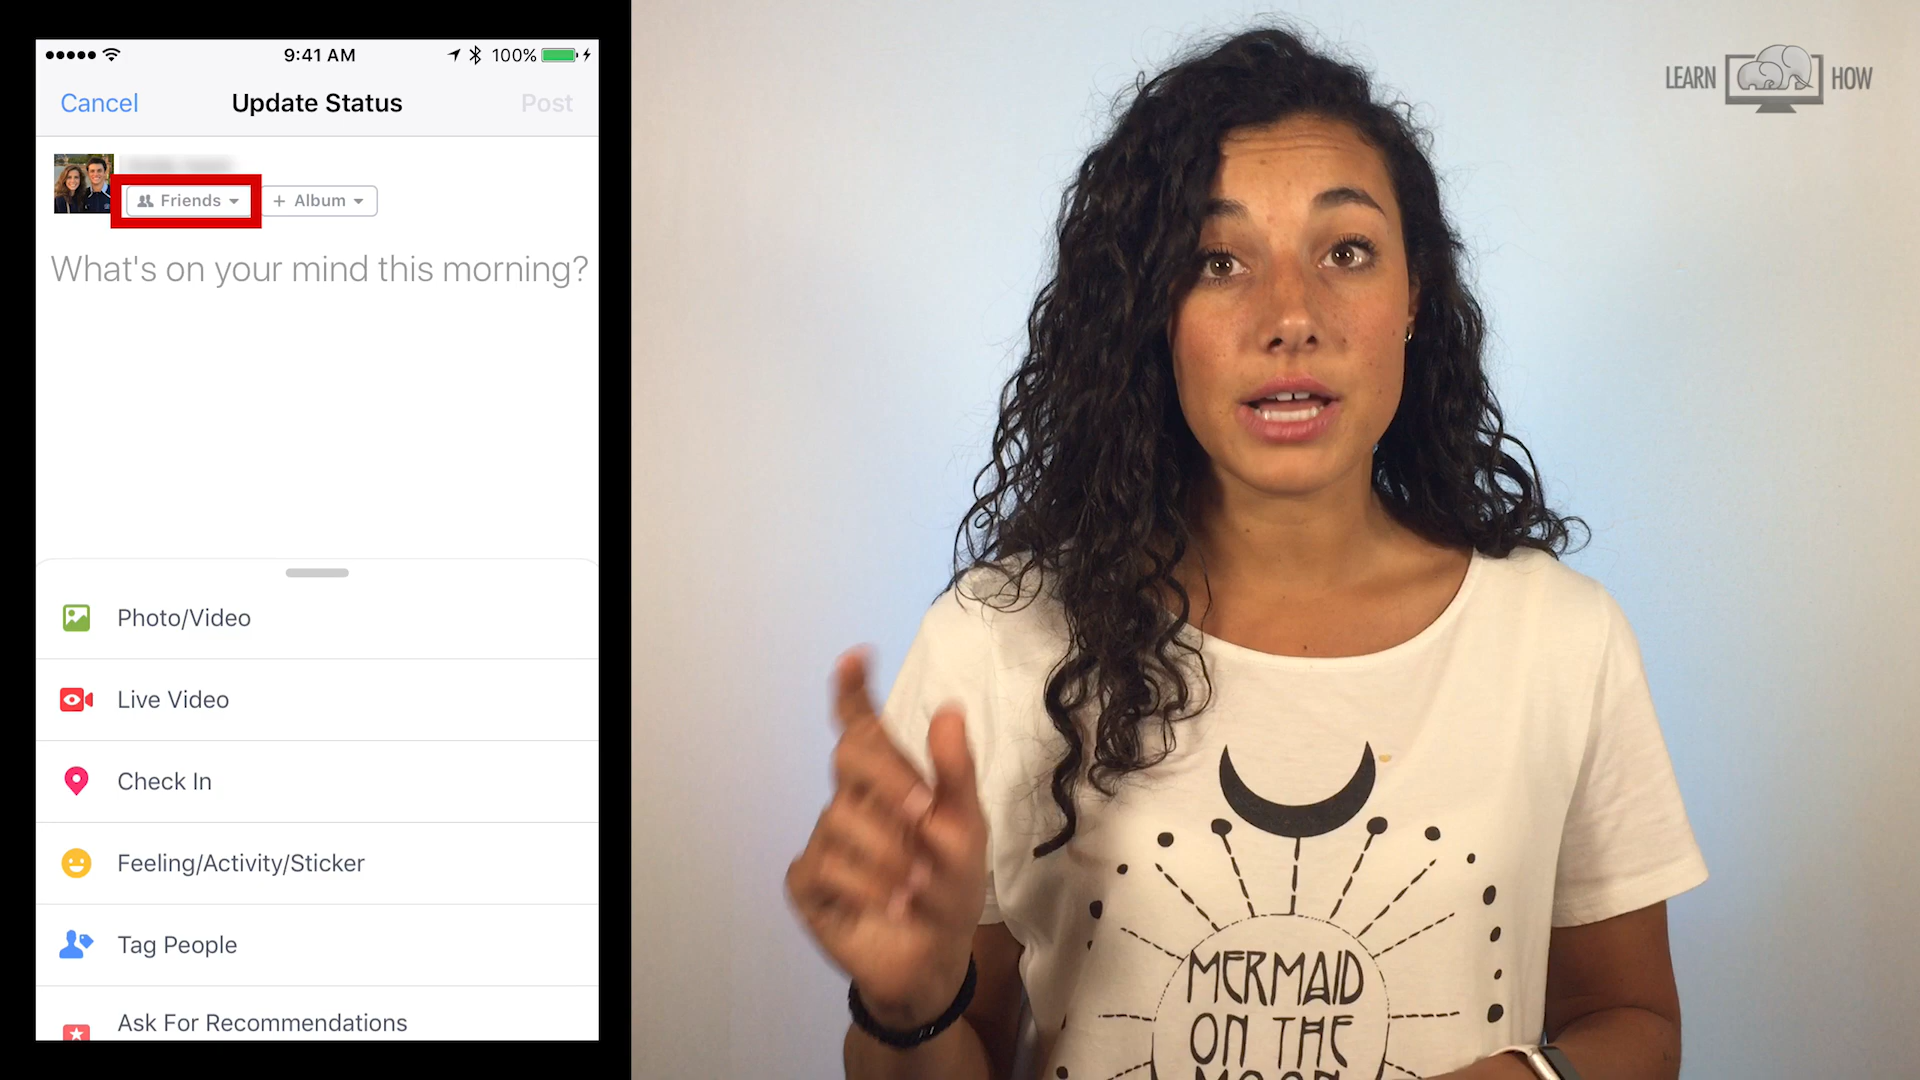 9:41 AM
100%
Cancel
Update Status
Post
Friends
+ Album
What's on your mind this morning?
Photo/Video
Live Video
Check In
Feeling/Activity/Sticker
Tag People
Ask For Recommendations
LEARN HOW
MERMAID
ON THE
MOON